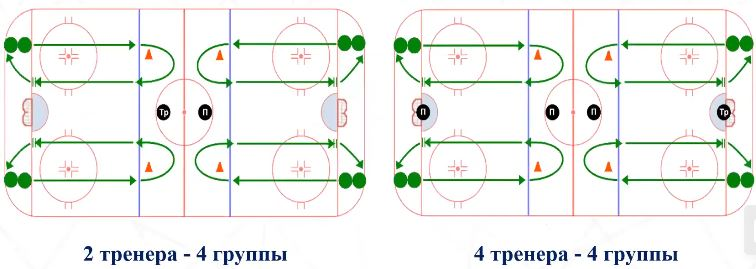 Тр П
П П П Тр
2 тренера - 4 группы
4 тренера - 4 группы